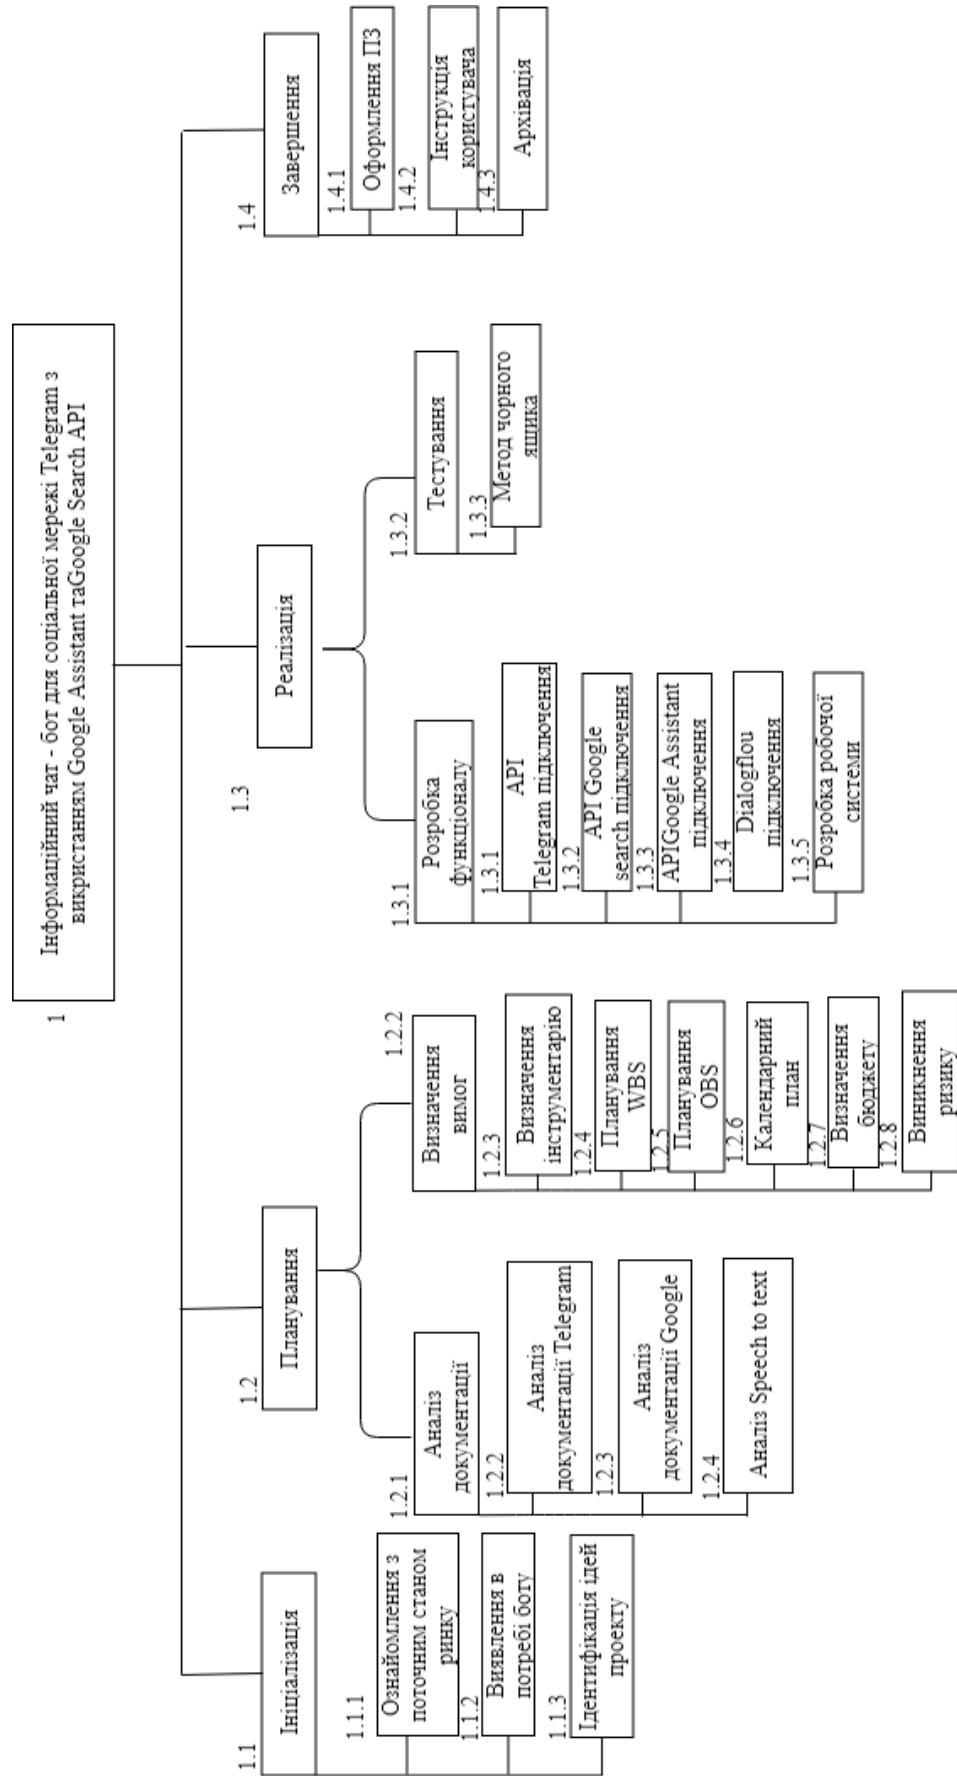 1
Інформаційний чат - бот для соціальної мережі Telegram з
викристанням Google Assistant таGoogle Search API
1.1
Ініціалізація
1.1.1
Ознайомлення з
поточним станом
ринку
1.1.2
Виявлення в
потребі боту
1.1.3
Ідентифікація ідей
проекту
1.2
Планування
1.2.1
Аналіз
документації
1.2.2
Аналіз
документації Telegram
1.2.3
Аналіз
документації Google
1.2.4
Аналіз Speech to text
1.2.2
Визначення
вимог
1.2.3
Визначення
інструментарію
1.2.4
Планування
WBS
1.2.5
Планування
OBS
1.2.6
Календарний
план
1.2.7
Визначення
бюджету
1.2.8
Виникнення
ризику
1.3
Реалізація
1.3.1
Розробка
функціоналу
1.3.1
API
Telegram підключення
1.3.2
API Google
search підключення
1.3.3
APIGoogle Assistant
підключення
1.3.4
Dialogflou
підключення
1.3.5
Розробка робочої
системи
1.3.2
Тестування
1.3.3
Метод чорного
ящика
1.4
Завершення
1.4.1
Оформлення ПЗ
1.4.2
Інструкція
користувача
1.4.3
Архівація